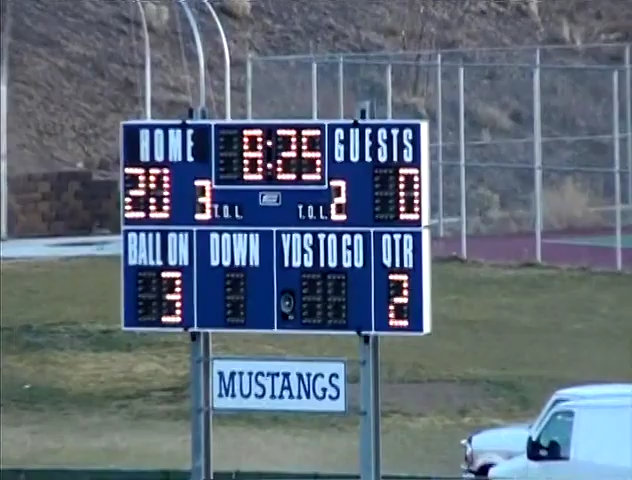 HOME 8:25 GUESTS
20 3 T.O.L. T.O.L. 2 0
BALL ON DOWN YDS TO GO QTR
3 2
MUSTANGS